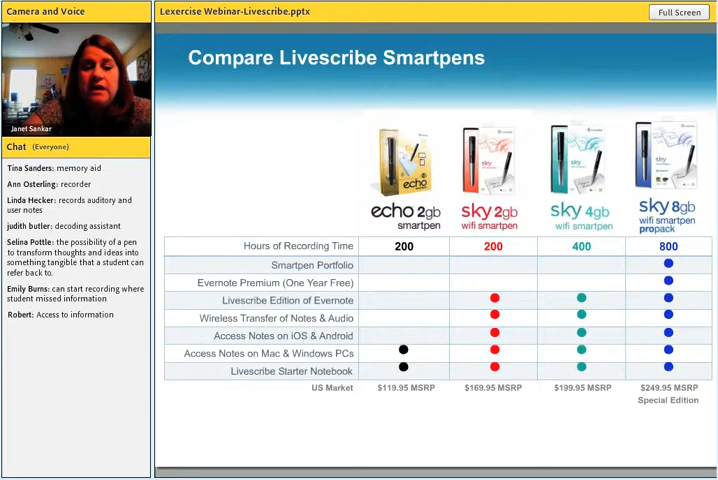 Camera and Voice
Janet Sankar
Chat (Everyone)
Tina Sanders: memory aid
Ann Osterling: recorder
Linda Hecker: records auditory and
user notes
judith butler: decoding assistant
Selina Pottle: the possibility of a pen
to transform thoughts and ideas into
something tangible that a student can
refer back to.
Emily Burns: can start recording where
student missed information
Robert: Access to information
Lexercise Webinar-Livescribe.pptx
Full Screen
Compare Livescribe Smartpens
echo
sky
sky
sky
echo 2gb
smartpen
sky 2gb
wifi smartpen
sky 4gb
wifi smartpen
sky 8gb
wifi smartpen
propack
Hours of Recording Time 200 200 400 800
Smartpen Portfolio
Evernote Premium (One Year Free)
Livescribe Edition of Evernote
Wireless Transfer of Notes & Audio
Access Notes on iOS & Android
Access Notes on Mac & Windows PCs
Livescribe Starter Notebook
US Market $119.95 MSRP $169.95 MSRP $199.95 MSRP $249.95 MSRP
Special Edition